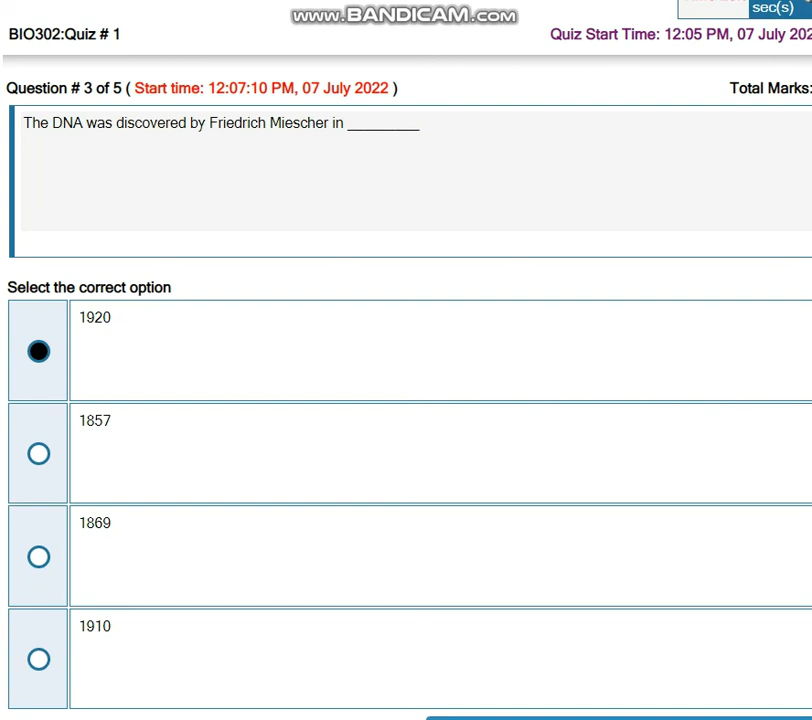 www.BANDICAM.com
sec(s)
BIO302:Quiz # 1
Quiz Start Time: 12:05 PM, 07 July 202
Question # 3 of 5 ( Start time: 12:07:10 PM, 07 July 2022 )
Total Marks:
The DNA was discovered by Friedrich Miescher in _________
Select the correct option
1920
1857
1869
1910